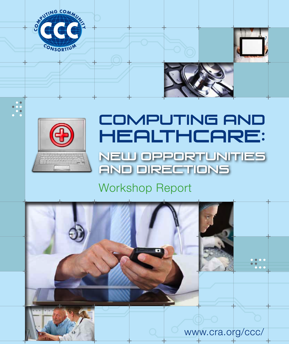 COMPUTING COMMUNITY
CCC
CONSORTIUM
COMPUTING AND
HEALTHCARE:
NEW OPPORTUNITIES
AND DIRECTIONS
Workshop Report
www.cra.org/ccc/